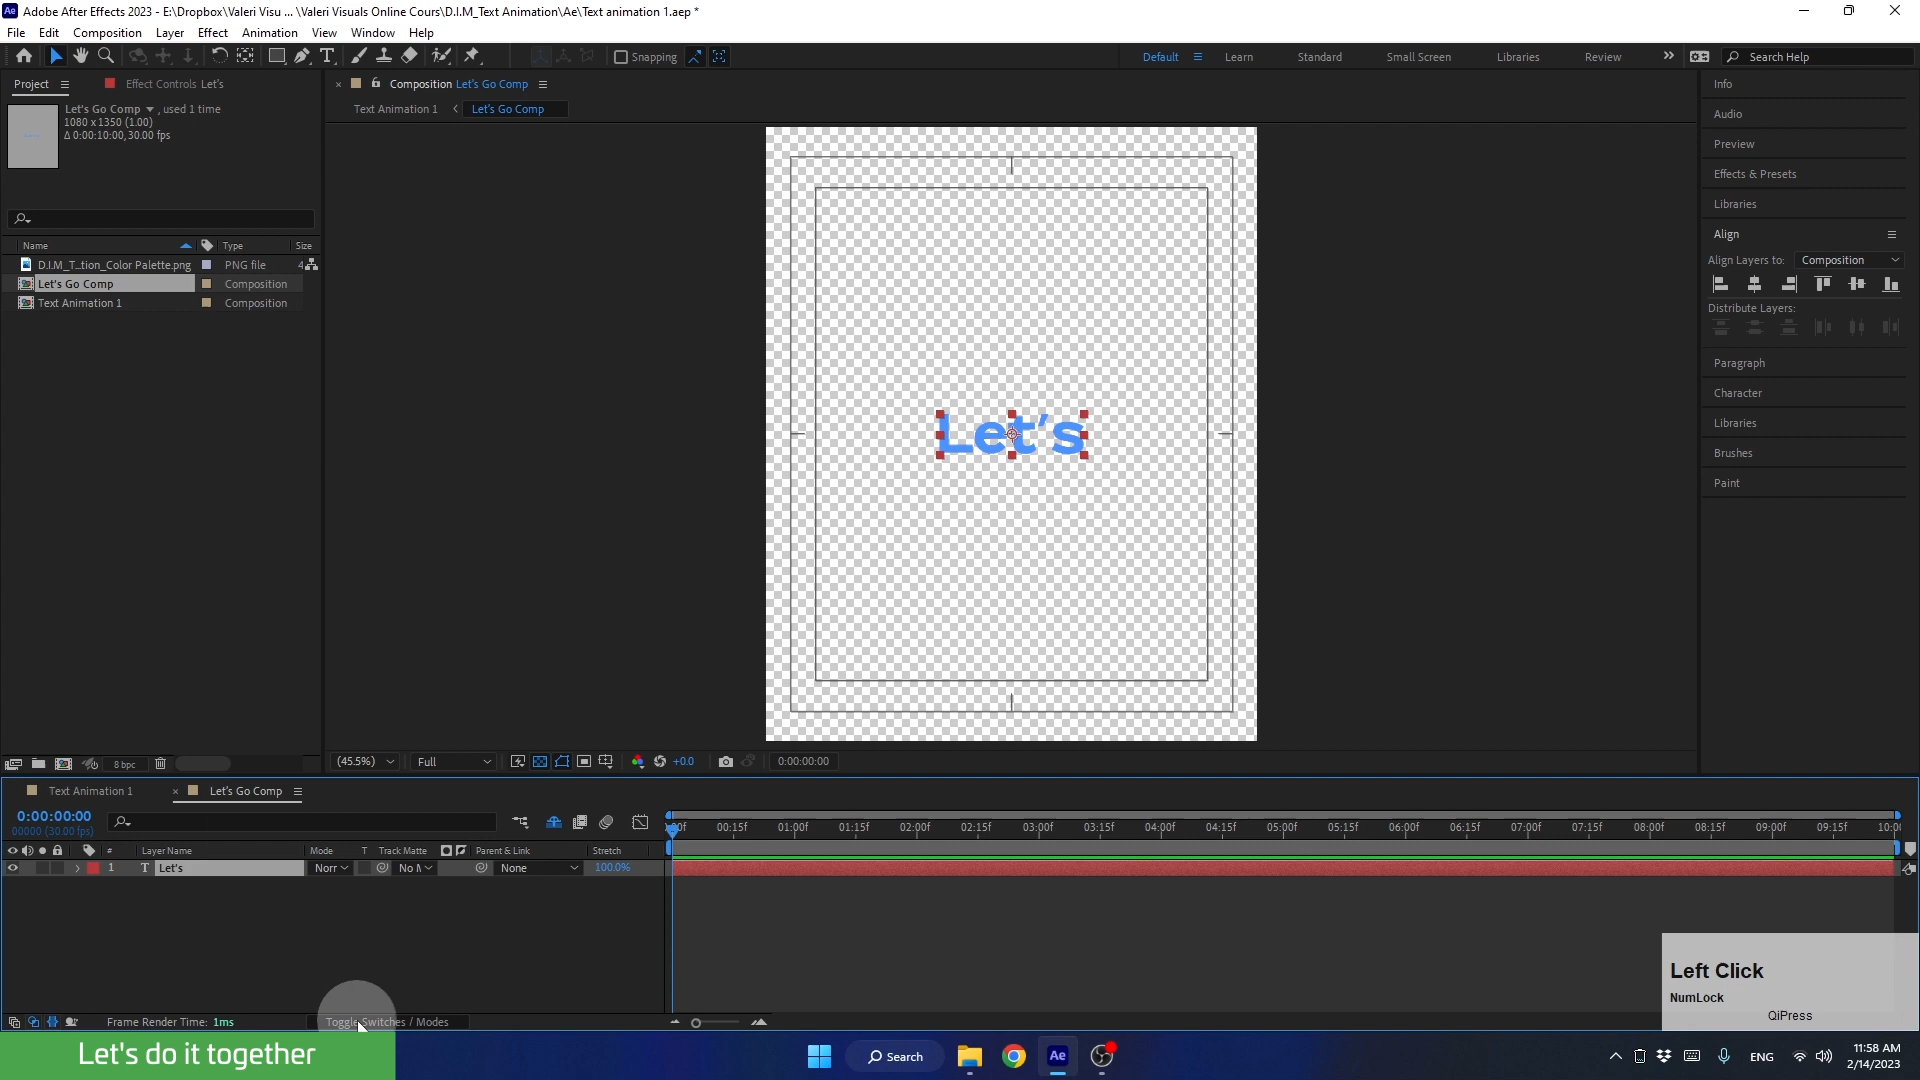 Adobe After Effects 2023 - E:\Dropbox\Valeri Visu ... \Valeri Visuals Online Cours\D.I.M_Text Animation\Ae\Text animation 1.aep *
File Edit Composition Layer Effect Animation View Window Help
Snapping
Default Learn Standard Small Screen Libraries Review
Search Help
Project
Effect Controls Let's
Composition Let's Go Comp
Text Animation 1 < Let's Go Comp
Let's Go Comp , used 1 time
1080 x 1350 (1.00)
Δ 0:00:10:00, 30.00 fps
Name Type Size
D.I.M_T...tion_Color Palette.png PNG file 4
Let's Go Comp Composition
Text Animation 1 Composition
8 bpc
Let's
(45.5%) Full +0.0 0:00:00:00
Info
Audio
Preview
Effects & Presets
Libraries
Align
Align Layers to: Composition
Distribute Layers:
Paragraph
Character
Libraries
Brushes
Paint
Text Animation 1 Let's Go Comp
0:00:00:00
00000 (30.00 fps)
# Layer Name Mode T Track Matte Parent & Link Stretch
1 T Let's Norr No M None 100.0%
00:15f 01:00f 01:15f 02:00f 02:15f 03:00f 03:15f 04:00f 04:15f 05:00f 05:15f 06:00f 06:15f 07:00f 07:15f 08:00f 08:15f 09:00f 09:15f 10:0
Frame Render Time: 1ms
Toggle Switches / Modes
Left Click
NumLock
QiPress
Let's do it together
Search
Ae
ENG
11:58 AM
2/14/2023